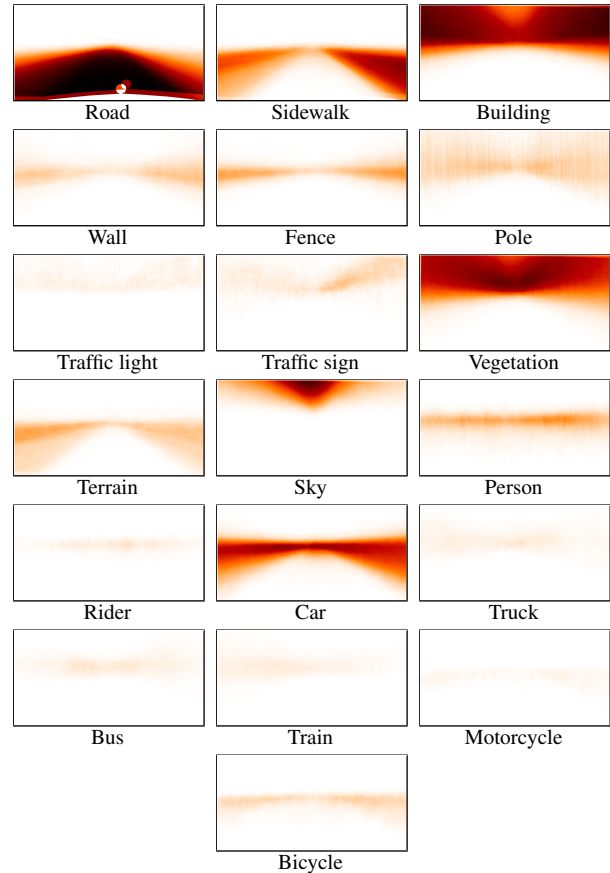 Road
Sidewalk
Building
Wall
Fence
Pole
Traffic light
Traffic sign
Vegetation
Terrain
Sky
Person
Rider
Car
Truck
Bus
Train
Motorcycle
Bicycle